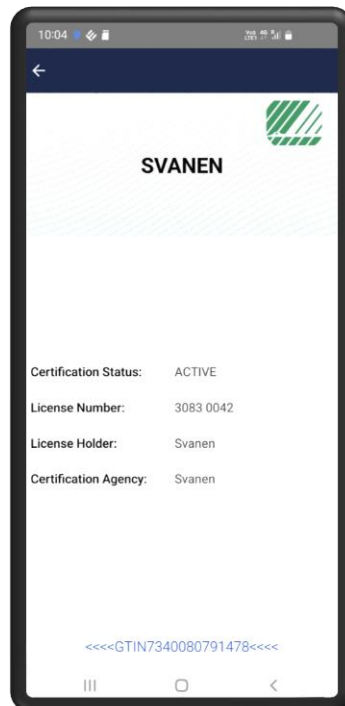 10:04
SVANEN
Certification Status: ACTIVE
License Number: 3083 0042
License Holder: Svanen
Certification Agency: Svanen
<<<<GTIN7340080791478<<<<